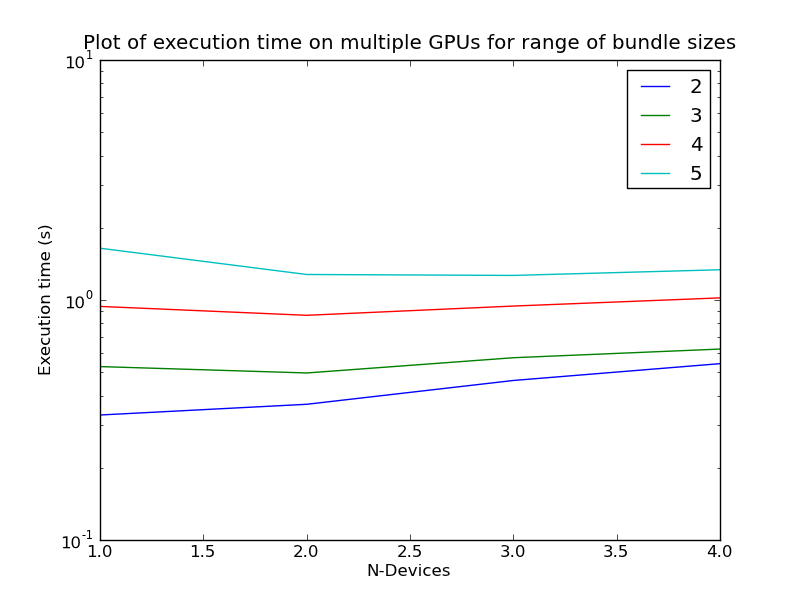 Plot of execution time on multiple GPUs for range of bundle sizes
10^1
2
3
4
5
Execution time (s)
10^0
10^-1
1.0 1.5 2.0 2.5 3.0 3.5 4.0
N-Devices